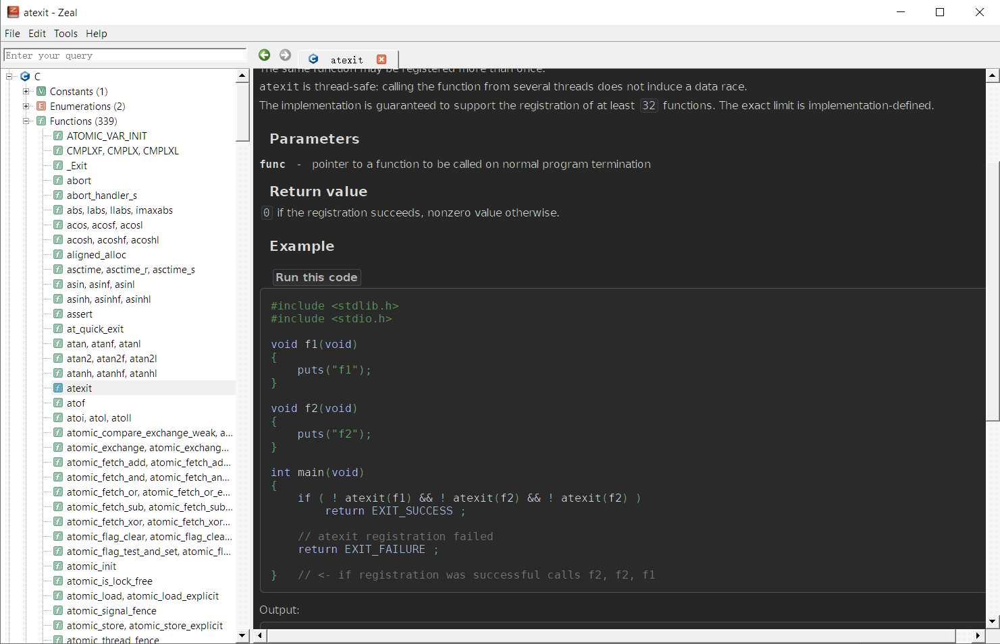 atexit - Zeal
File Edit Tools Help
Enter your query
atexit
C
Constants (1)
Enumerations (2)
Functions (339)
ATOMIC_VAR_INIT
CMPLXF, CMPLX, CMPLXL
_Exit
abort
abort_handler_s
abs, labs, llabs, imaxabs
acos, acosf, acosl
acosh, acoshf, acoshl
aligned_alloc
asctime, asctime_r, asctime_s
asin, asinf, asinl
asinh, asinhf, asinhl
assert
at_quick_exit
atan, atanf, atanl
atan2, atan2f, atan2l
atanh, atanhf, atanhl
atexit
atof
atoi, atol, atoll
atomic_compare_exchange_weak, a...
atomic_exchange, atomic_exchang...
atomic_fetch_add, atomic_fetch_ad...
atomic_fetch_and, atomic_fetch_an...
atomic_fetch_or, atomic_fetch_or_e...
atomic_fetch_sub, atomic_fetch_sub...
atomic_fetch_xor, atomic_fetch_xor...
atomic_flag_clear, atomic_flag_clea...
atomic_flag_test_and_set, atomic_fl...
atomic_init
atomic_is_lock_free
atomic_load, atomic_load_explicit
atomic_signal_fence
atomic_store, atomic_store_explicit
atomic_thread_fence
The same function may be registered more than once.
atexit is thread-safe: calling the function from several threads does not induce a data race.
The implementation is guaranteed to support the registration of at least 32 functions. The exact limit is implementation-defined.
Parameters
func - pointer to a function to be called on normal program termination
Return value
0 if the registration succeeds, nonzero value otherwise.
Example
Run this code
#include <stdlib.h>
#include <stdio.h>
void f1(void)
{
puts("f1");
}
void f2(void)
{
puts("f2");
}
int main(void)
{
if ( ! atexit(f1) && ! atexit(f2) && ! atexit(f2) )
return EXIT_SUCCESS ;
// atexit registration failed
return EXIT_FAILURE ;
} // <- if registration was successful calls f2, f2, f1
Output: